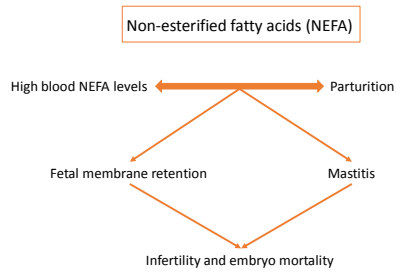 Non-esterified fatty acids (NEFA)
High blood NEFA levels
Parturition
Fetal membrane retention
Mastitis
Infertility and embryo mortality